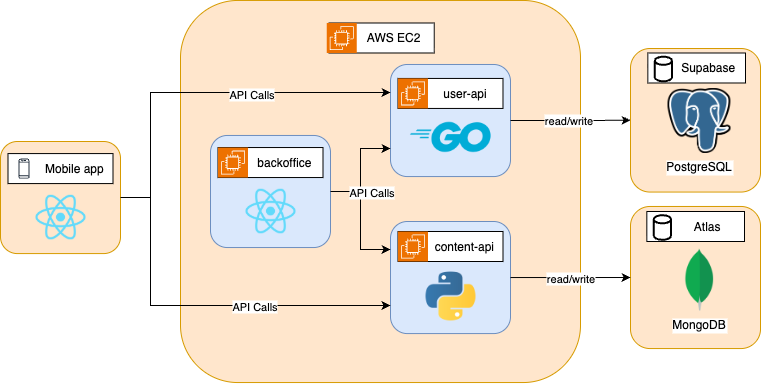 AWS EC2
Supabase
API Calls
user-api
GO
read/write
PostgreSQL
Mobile app
backoffice
API Calls
content-api
Atlas
read/write
API Calls
MongoDB